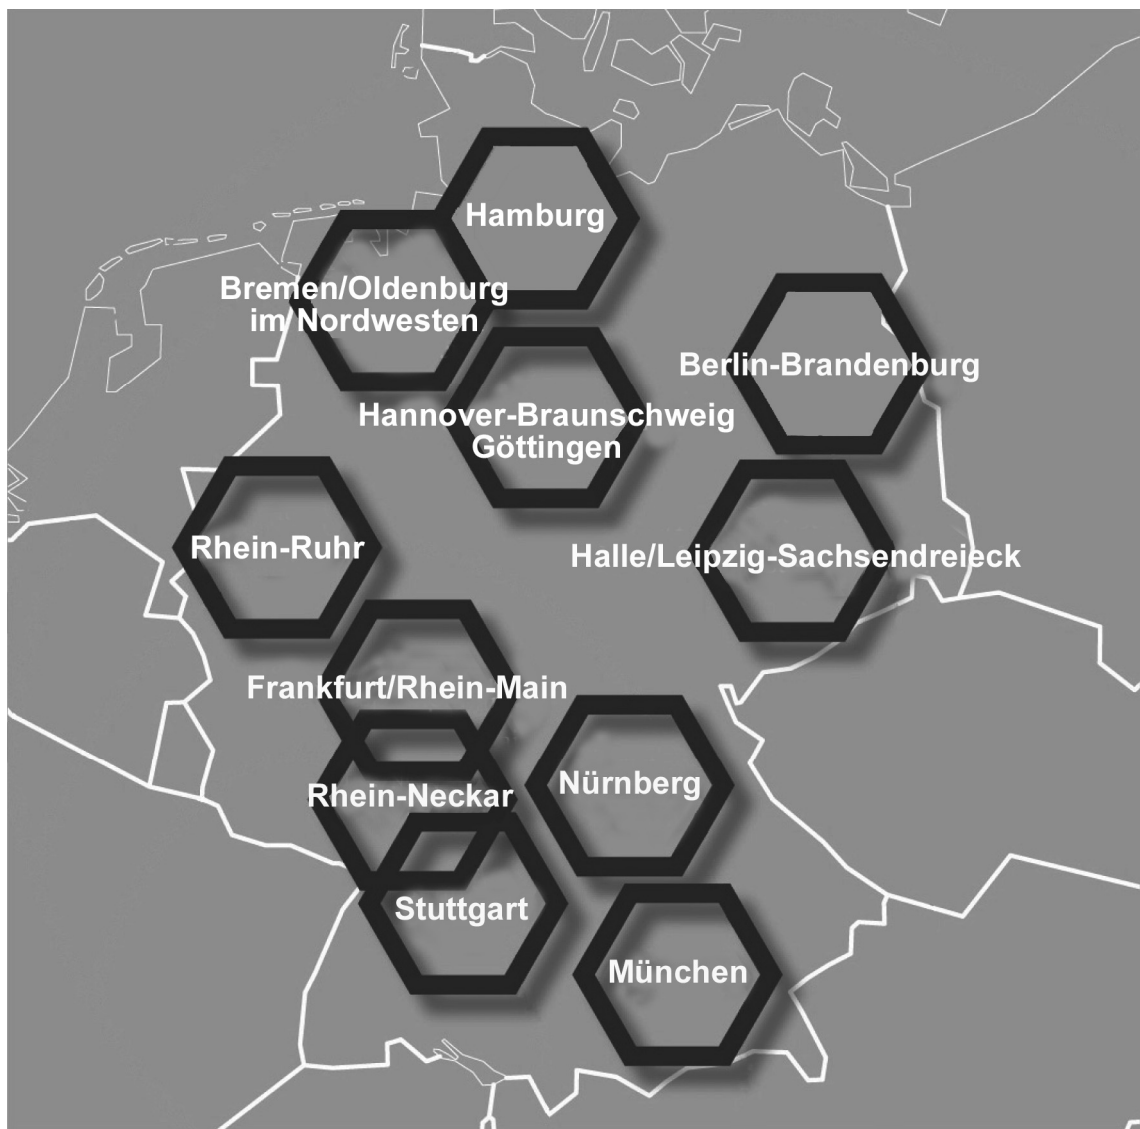 Hamburg
Bremen/Oldenburg
im Nordwesten
Berlin-Brandenburg
Hannover-Braunschweig
Göttingen
Rhein-Ruhr
Halle/Leipzig-Sachsendreieck
Frankfurt/Rhein-Main
Nürnberg
Rhein-Neckar
Stuttgart
München